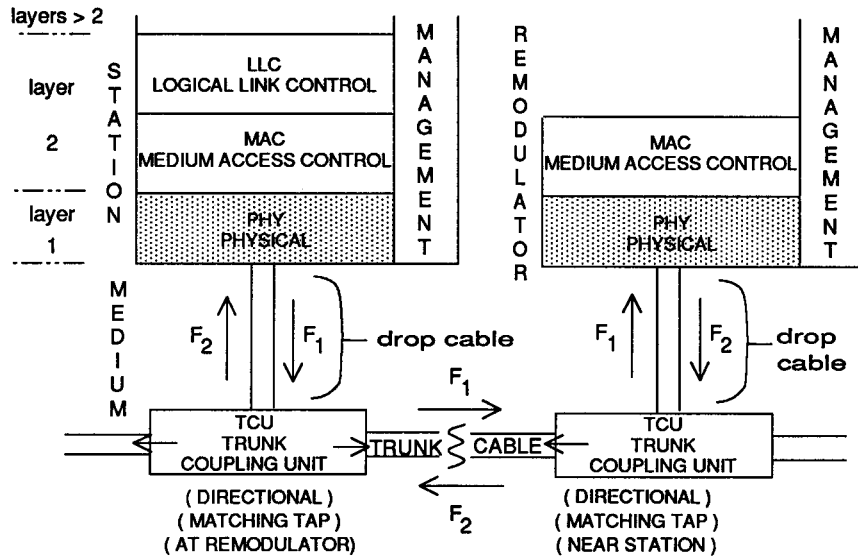 layers > 2
layer
2
layer
1
STATION
LLC
LOGICAL LINK CONTROL
MAC
MEDIUM ACCESS CONTROL
PHY
PHYSICAL
MANAGEMENT
REMODULATOR
MAC
MEDIUM ACCESS CONTROL
PHY
PHYSICAL
MANAGEMENT
MEDIUM
F2
F1
drop cable
F1
F2
drop
cable
F1
TCU
TRUNK
COUPLING UNIT
TRUNK
CABLE
TCU
TRUNK
COUPLING UNIT
F2
( DIRECTIONAL )
( MATCHING TAP )
( AT REMODULATOR)
( DIRECTIONAL )
( MATCHING TAP )
( NEAR STATION )